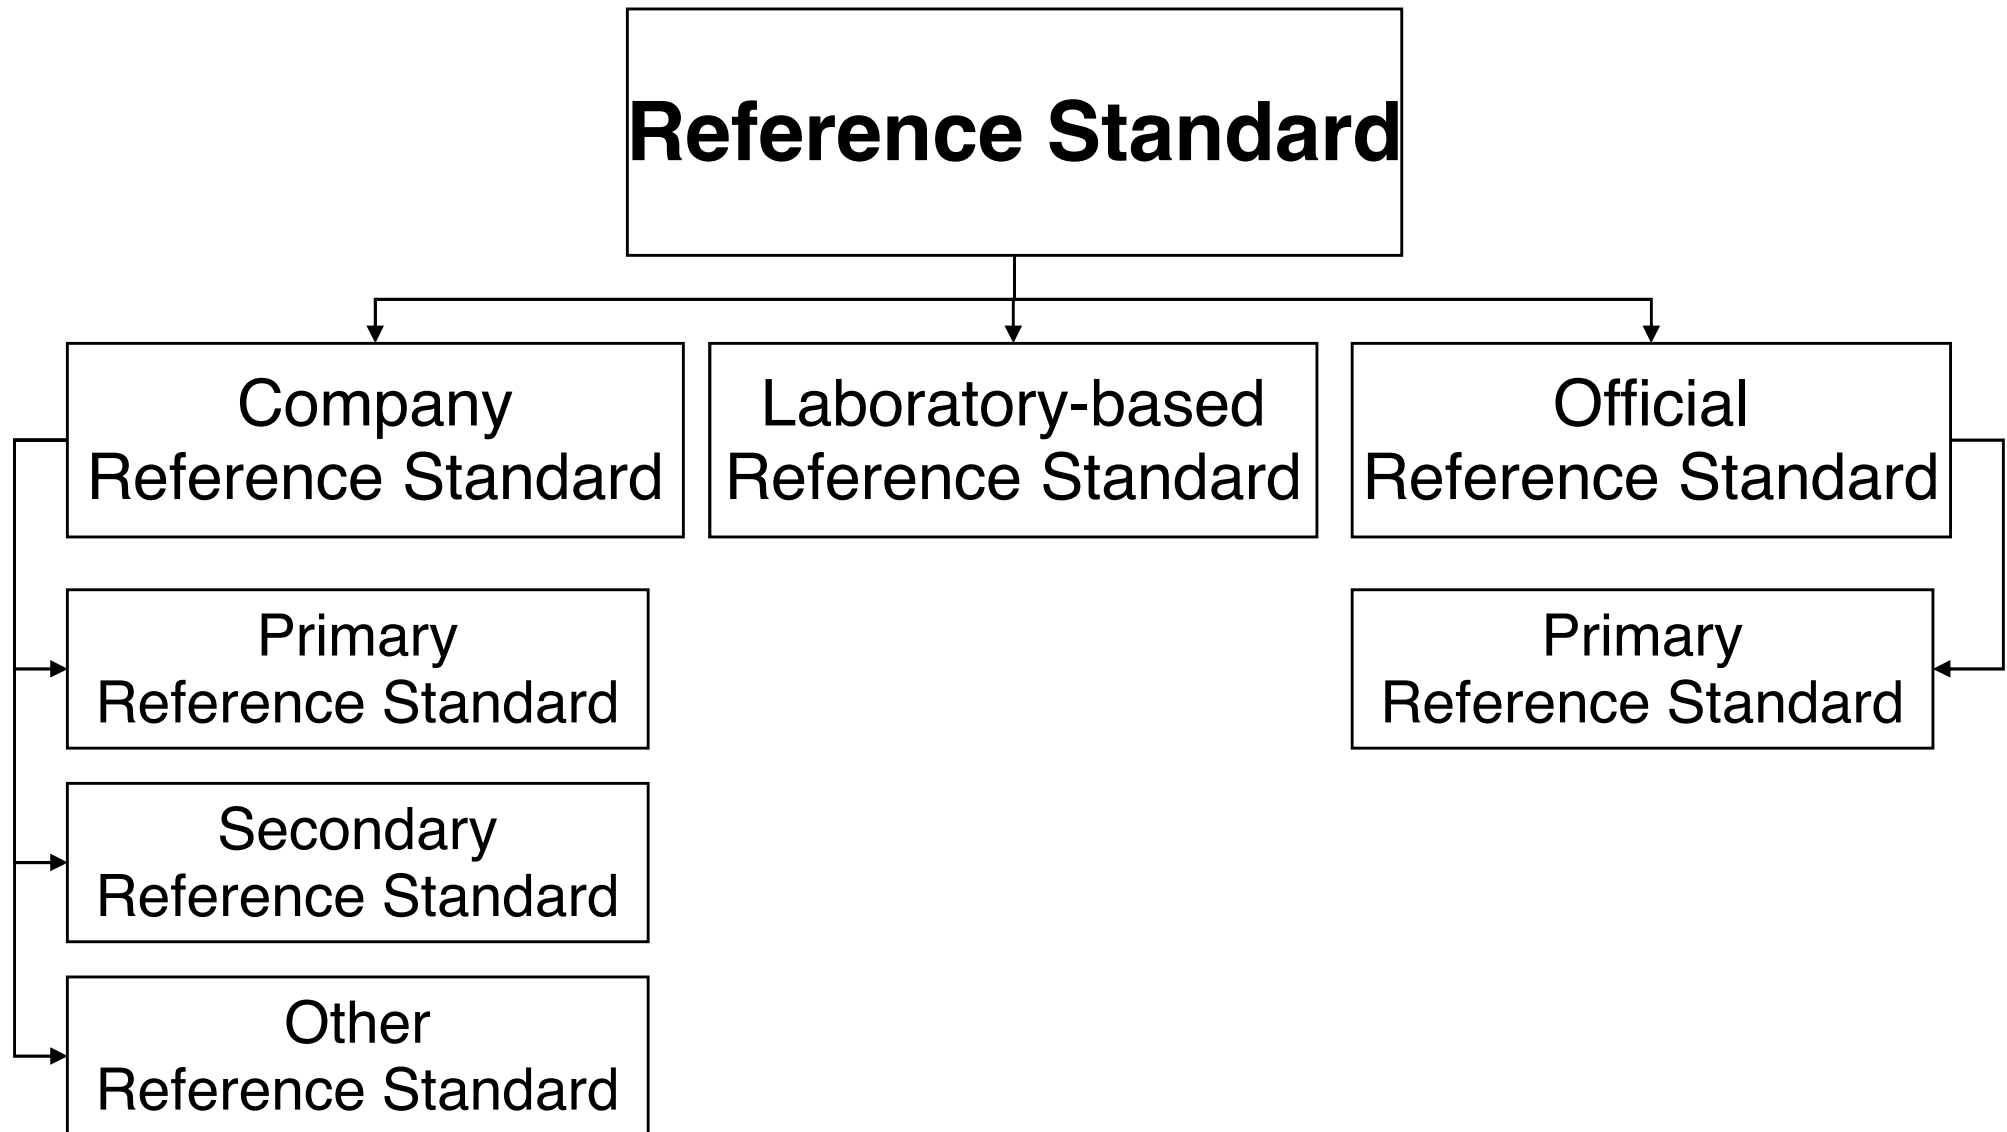 Reference Standard
Company
Reference Standard
Laboratory-based
Reference Standard
Official
Reference Standard
Primary
Reference Standard
Primary
Reference Standard
Secondary
Reference Standard
Other
Reference Standard